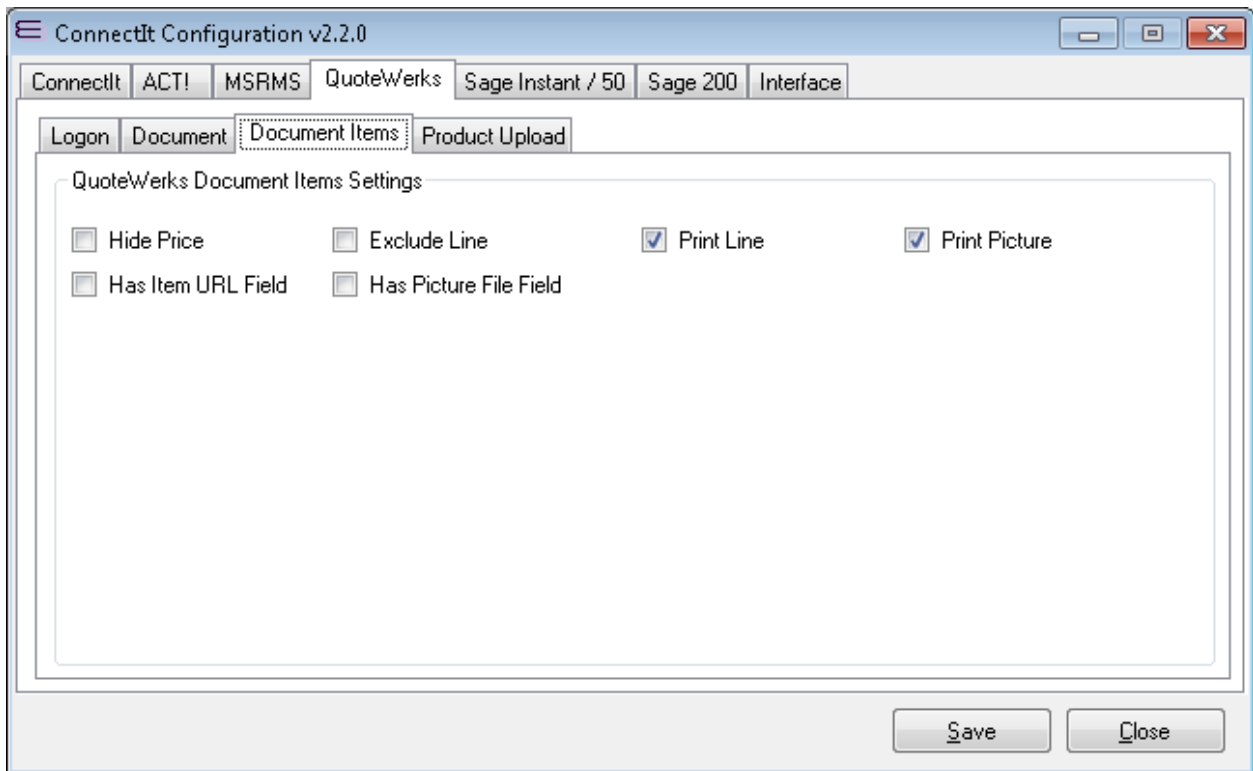 ConnectIt Configuration v2.2.0
ConnectIt ACT! MSRMS QuoteWerks Sage Instant / 50 Sage 200 Interface
Logon Document Document Items Product Upload
QuoteWerks Document Items Settings
Hide Price Exclude Line Print Line Print Picture
Has Item URL Field Has Picture File Field
Save Close